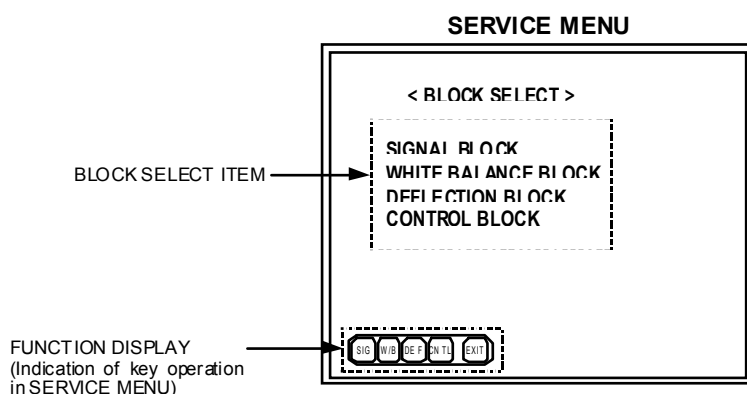 SERVICE MENU
< BLOCK SELECT >
SIGNAL BLOCK
WHITE BALANCE BLOCK
DEFLECTION BLOCK
CONTROL BLOCK
BLOCK SELECT ITEM
FUNCTION DISPLAY
(Indication of key operation
in SERVICE MENU)
SIG W/B DEF CNTL EXIT